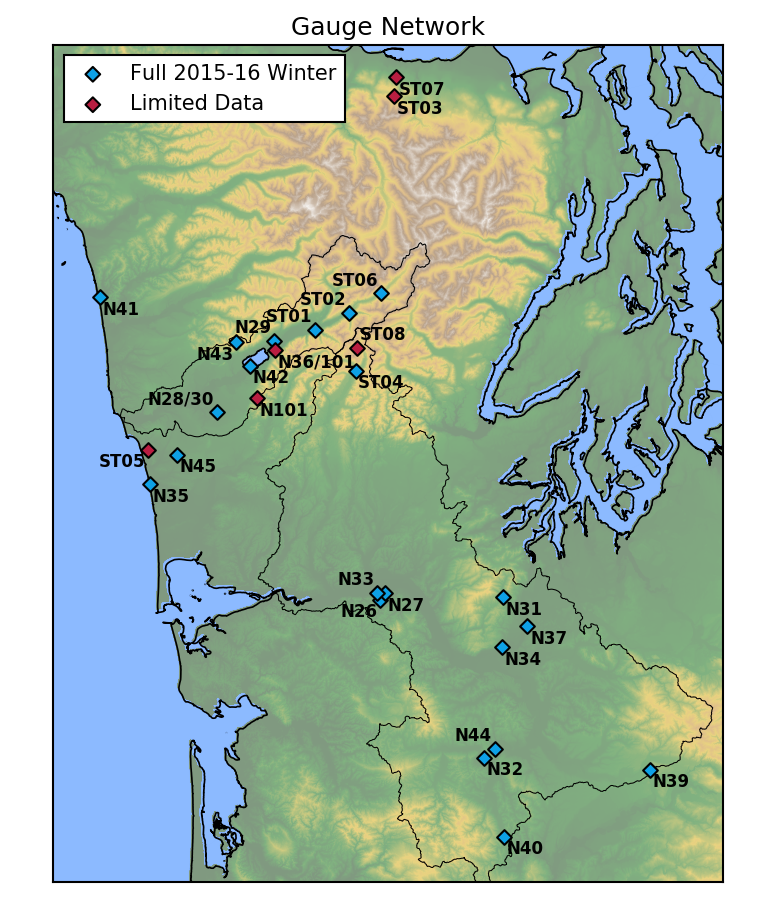 Gauge Network
Full 2015-16 Winter
Limited Data
ST07
ST03
ST06
ST02
N41
ST01
N29
ST08
N43
N36/101
N42
ST04
N28/30
N101
ST05
N45
N35
N33
N27
N26
N31
N37
N34
N44
N32
N39
N40